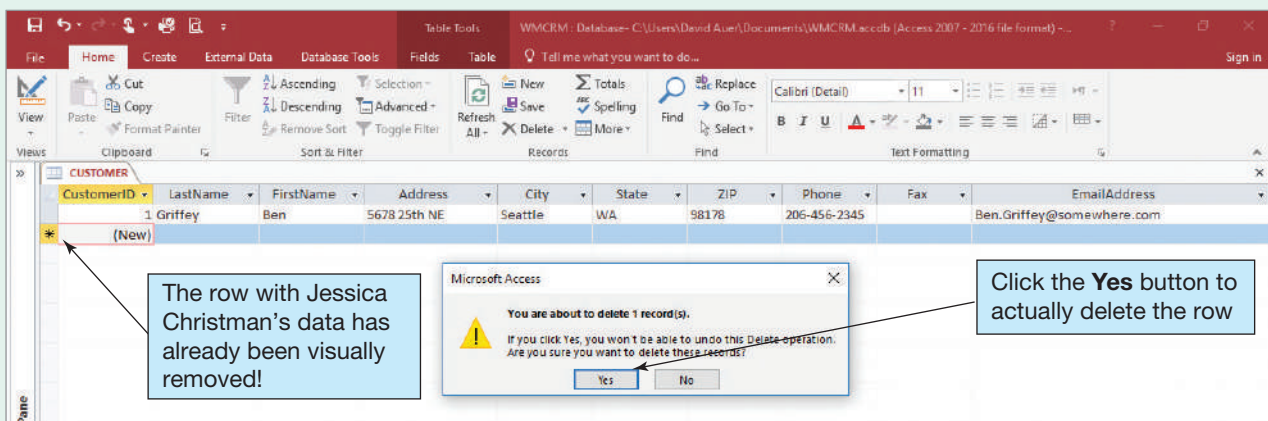 Table Tools WMCRM : Database- C:\Users\David Auer\Documents\WMCRM.accdb (Access 2007 - 2016 file format) -... ?
File Home Create External Data Database Tools Fields Table Tell me what you want to do... Sign in
View
Views
Paste
Cut
Copy
Format Painter
Clipboard
Filter
Ascending
Descending
Remove Sort
Selection
Advanced
Toggle Filter
Sort & Filter
Refresh All
New
Save
Delete
Totals
Spelling
More
Records
Find
Replace
Go To
Select
Find
Calibri (Detail) 11
B I U A
Text Formatting
» CUSTOMER
CustomerID LastName FirstName Address City State ZIP Phone Fax EmailAddress
1 Griffey Ben 5678 25th NE Seattle WA 98178 206-456-2345 Ben.Griffey@somewhere.com
* (New)
The row with Jessica
Christman's data has
already been visually
removed!
Microsoft Access
You are about to delete 1 record(s).
If you click Yes, you won't be able to undo this Delete operation.
Are you sure you want to delete these records?
Yes No
Click the Yes button to
actually delete the row
Pane